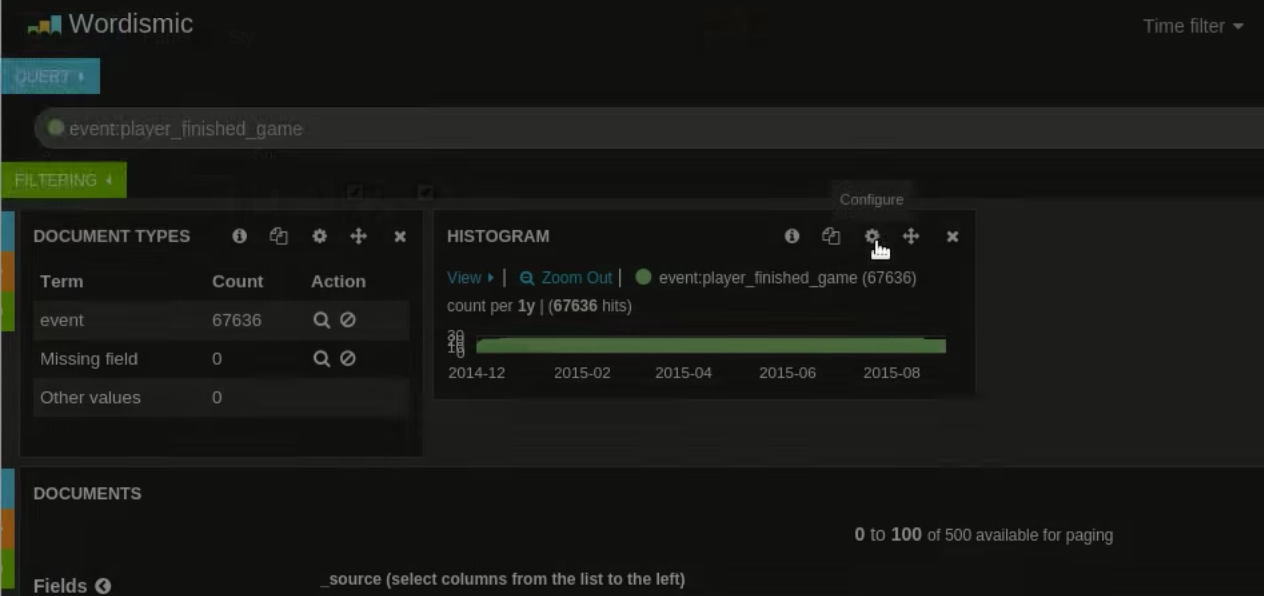 Wordismic
Time filter
QUERY
event:player_finished_game
FILTERING
Configure
DOCUMENT TYPES
HISTOGRAM
View | Zoom Out | event:player_finished_game (67636)
Term Count Action
count per 1y | (67636 hits)
event 67636
30
0
Missing field 0
2014-12 2015-02 2015-04 2015-06 2015-08
Other values 0
DOCUMENTS
0 to 100 of 500 available for paging
Fields
_source (select columns from the list to the left)